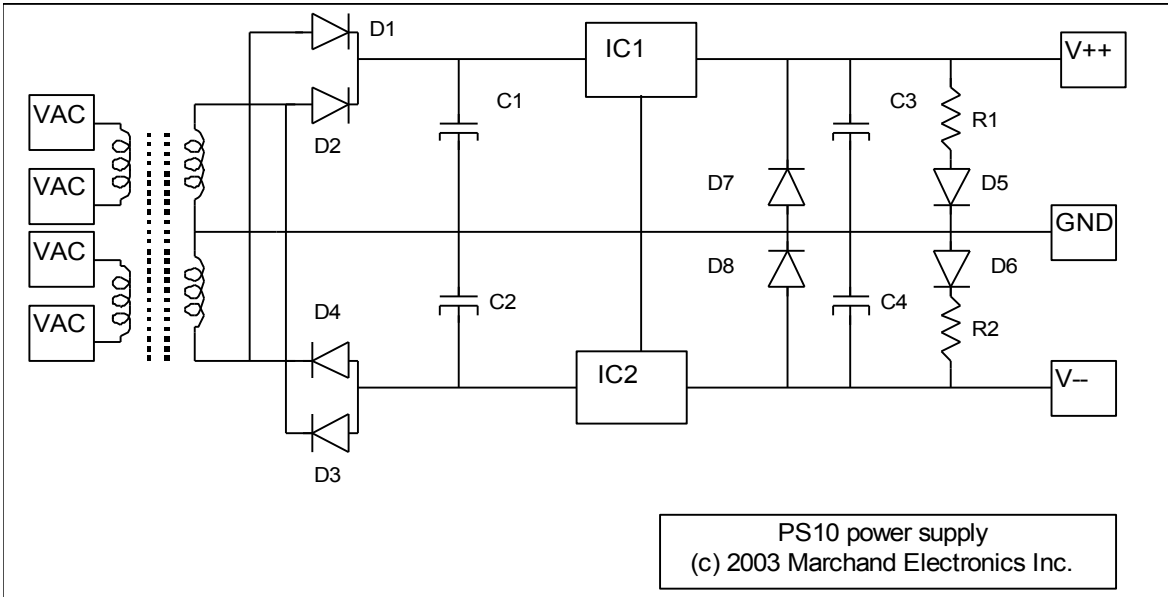 D1
IC1
V++
VAC
C1
C3
R1
D2
VAC
D7
D5
VAC
GND
D8
D6
D4
C2
C4
VAC
R2
IC2
V--
D3
PS10 power supply
(c) 2003 Marchand Electronics Inc.